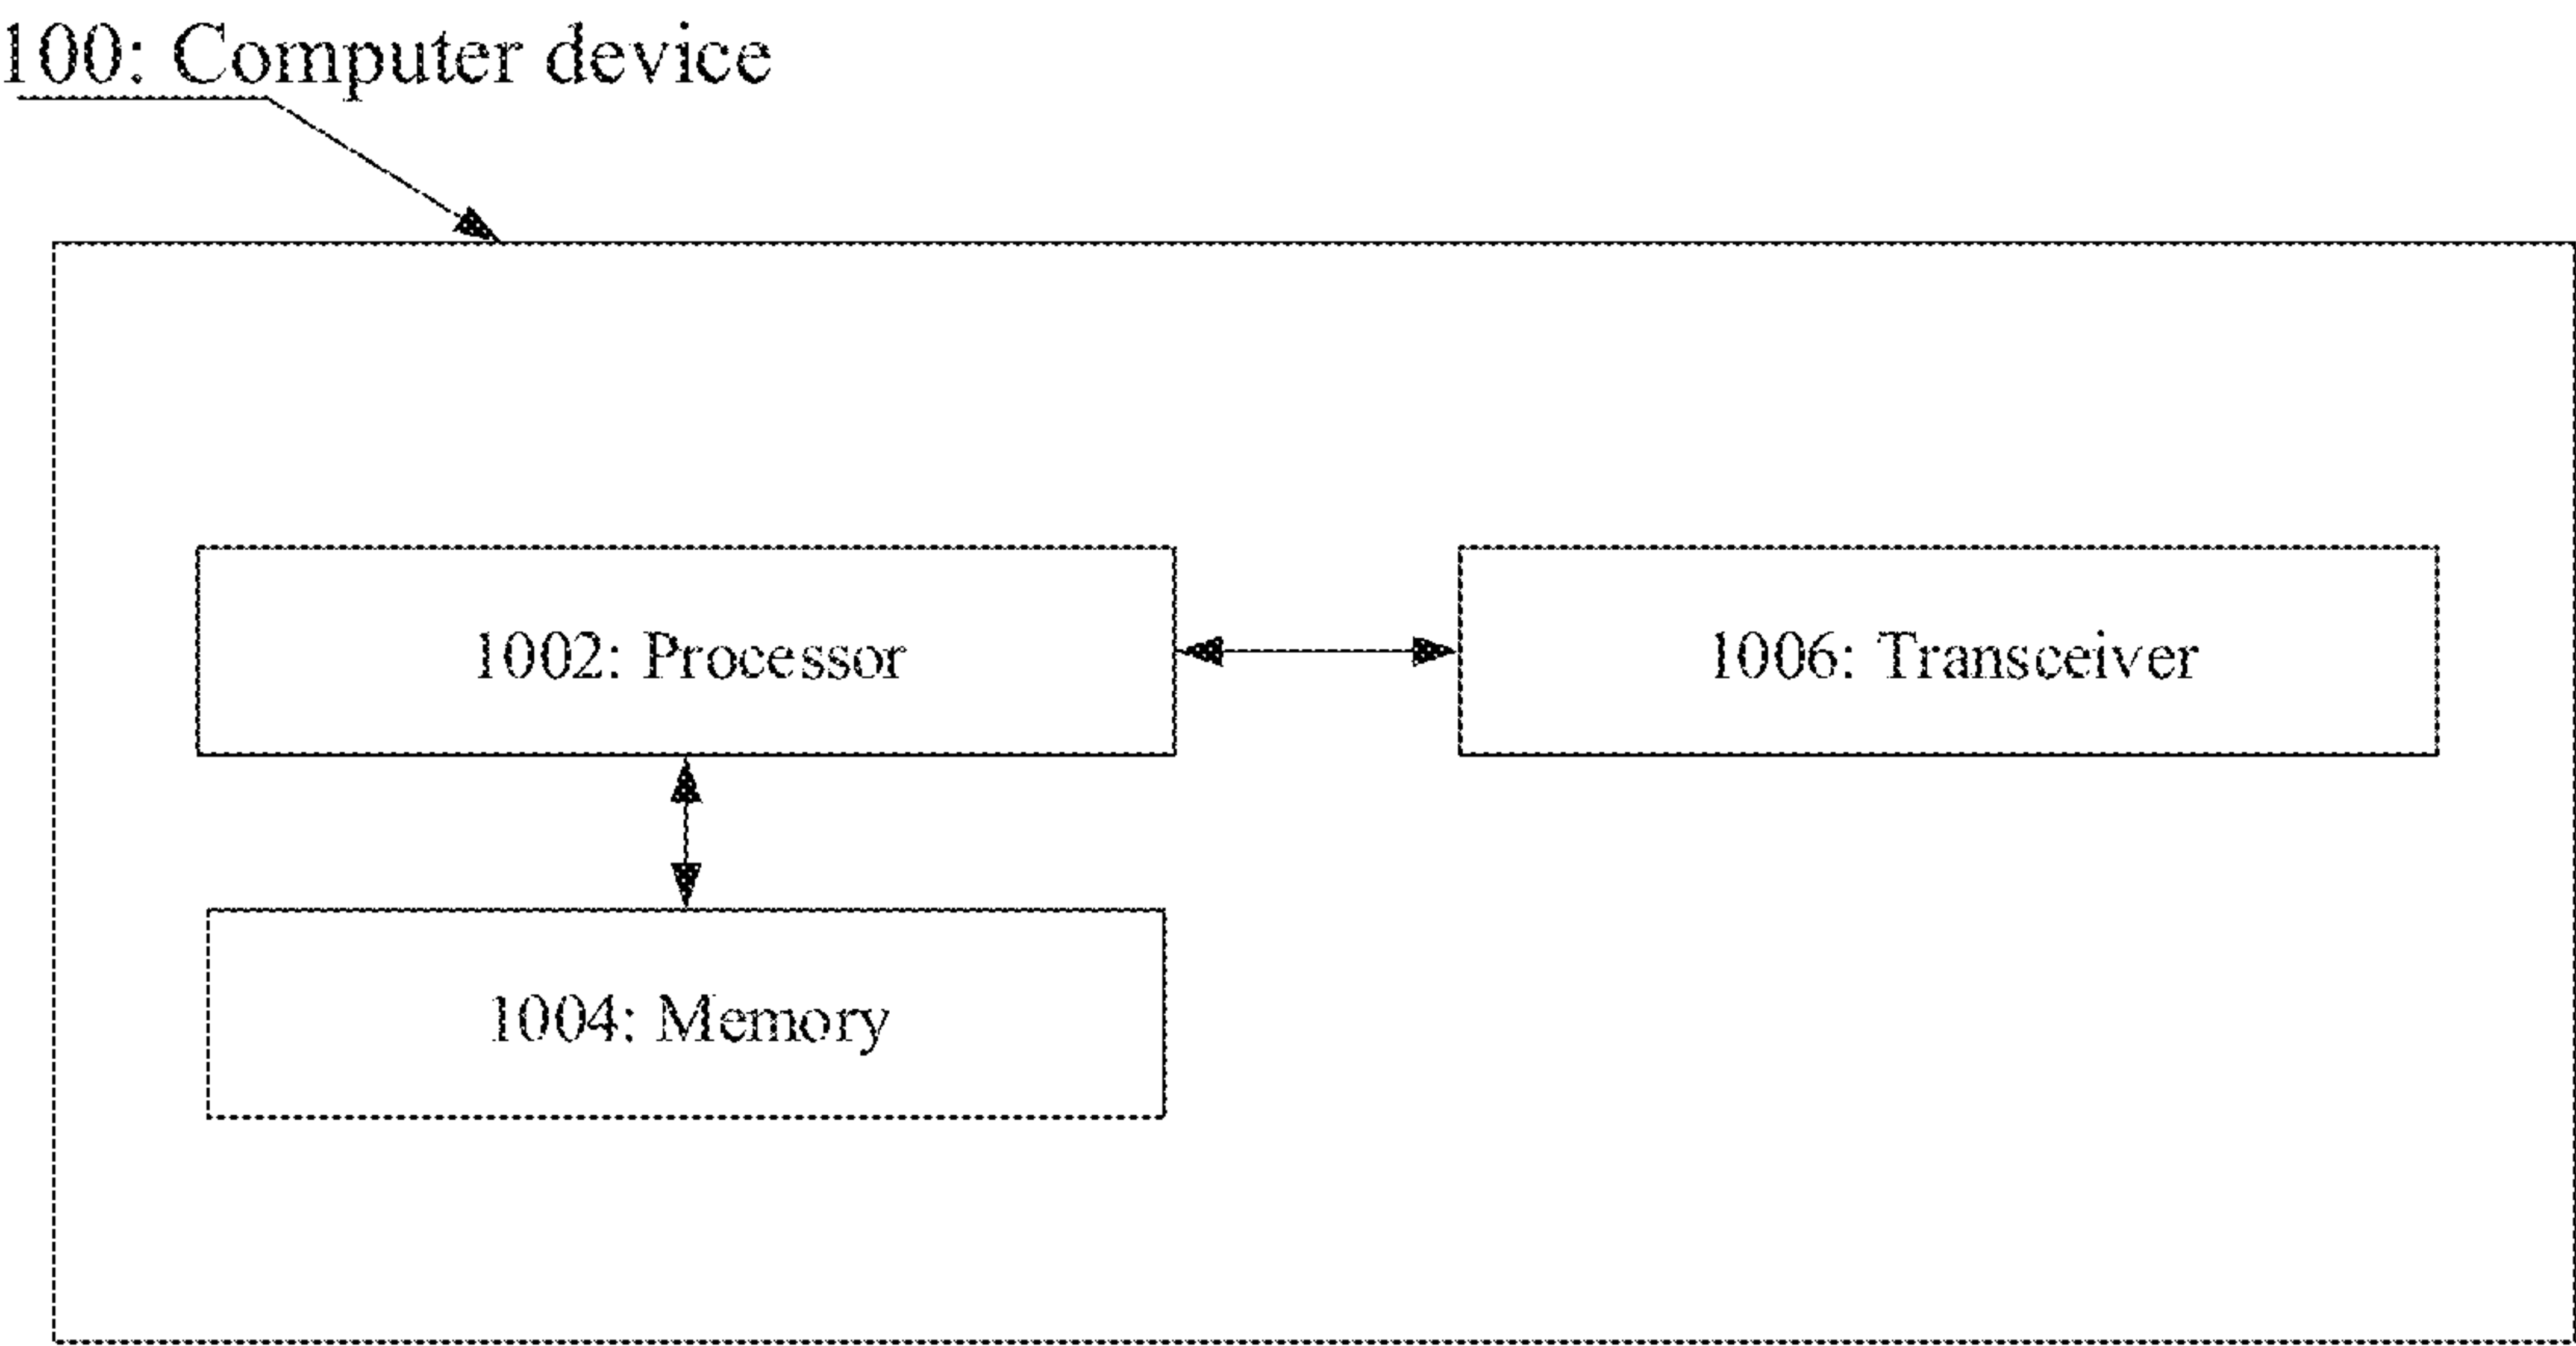 100: Computer device
1002: Processor
1006: Transceiver
1004: Memory